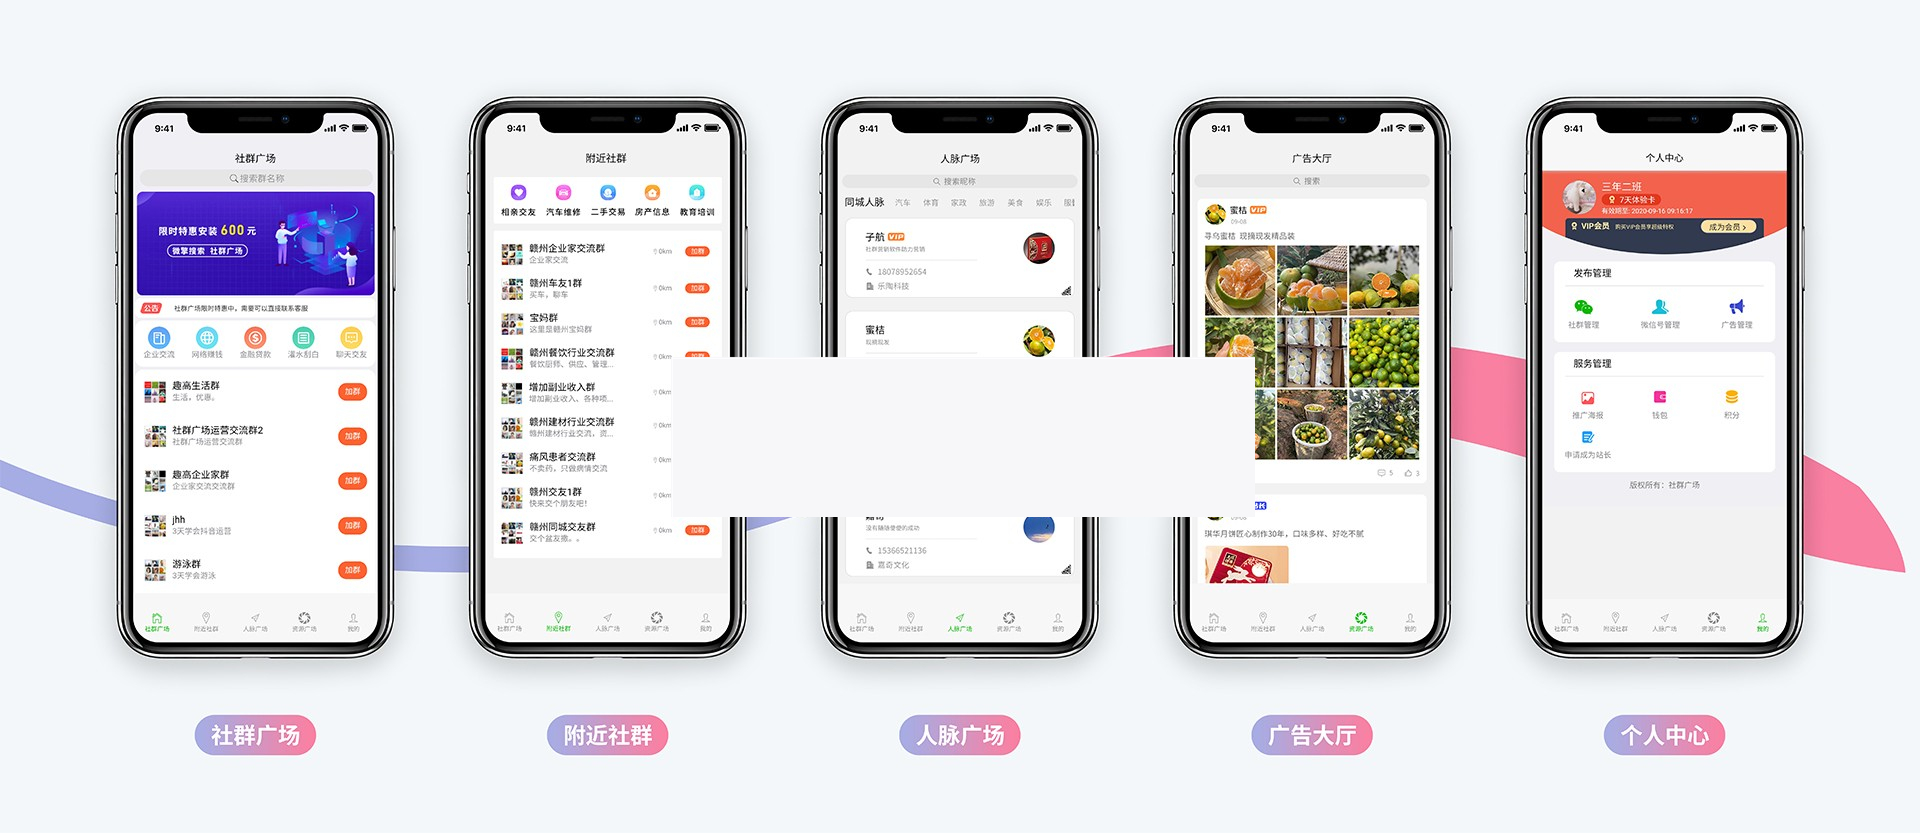 9:41
社群广场
搜索群名称
限时特惠安装 600 元
微擎搜索 社群广场
公告 社群广场限时特惠中，需要可以直接联系客服
企业交流 网络赚钱 金融贷款 灌水刮白 聊天交友
趣高生活群
生活，优惠。
加群
社群广场运营交流群2
社群广场运营交流群
加群
趣高企业家群
企业家交流交流群
加群
jhh
3天学会抖音运营
加群
游泳群
3天学会游泳
加群
社群广场 附近社群 人脉广场 资源广场 我的
社群广场
9:41
附近社群
相亲交友 汽车维修 二手交易 房产信息 教育培训
赣州企业家交流群
企业家交流
0km 加群
赣州车友1群
买车，聊车
0km 加群
宝妈群
这里是赣州宝妈群
0km 加群
赣州餐饮行业交流群
餐饮厨师、供应、管理...
0km
增加副业收入群
增加副业收入、各种项...
0km
赣州建材行业交流群
赣州建材行业交流，资...
0km
痛风患者交流群
不卖药，只做病情交流
0km
赣州交友1群
快来交个朋友吧！
0km
赣州同城交友群
交个盆友撒。。
0km 加群
社群广场 附近社群 人脉广场 资源广场 我的
附近社群
9:41
人脉广场
搜索昵称
同城人脉 汽车 体育 家政 旅游 美食 娱乐
子航 VIP
社群营销软件助力营销
18078952654
乐陶科技
蜜桔
现摘现发
没有随随便便的成功
15366521136
嘉奇文化
社群广场 附近社群 人脉广场 资源广场 我的
人脉广场
9:41
广告大厅
搜索
蜜桔 VIP
09-08
寻乌蜜桔 现摘现发精品装
5 3
琪华月饼匠心制作30年，口味多样、好吃不腻
社群广场 附近社群 人脉广场 资源广场 我的
广告大厅
9:41
个人中心
三年二班
7天体验卡
有效期至: 2020-09-16 09:16:17
VIP会员 购买VIP会员享超级特权 成为会员
发布管理
社群管理 微信号管理 广告管理
服务管理
推广海报 钱包 积分
申请成为站长
版权所有：社群广场
社群广场 附近社群 人脉广场 资源广场 我的
个人中心